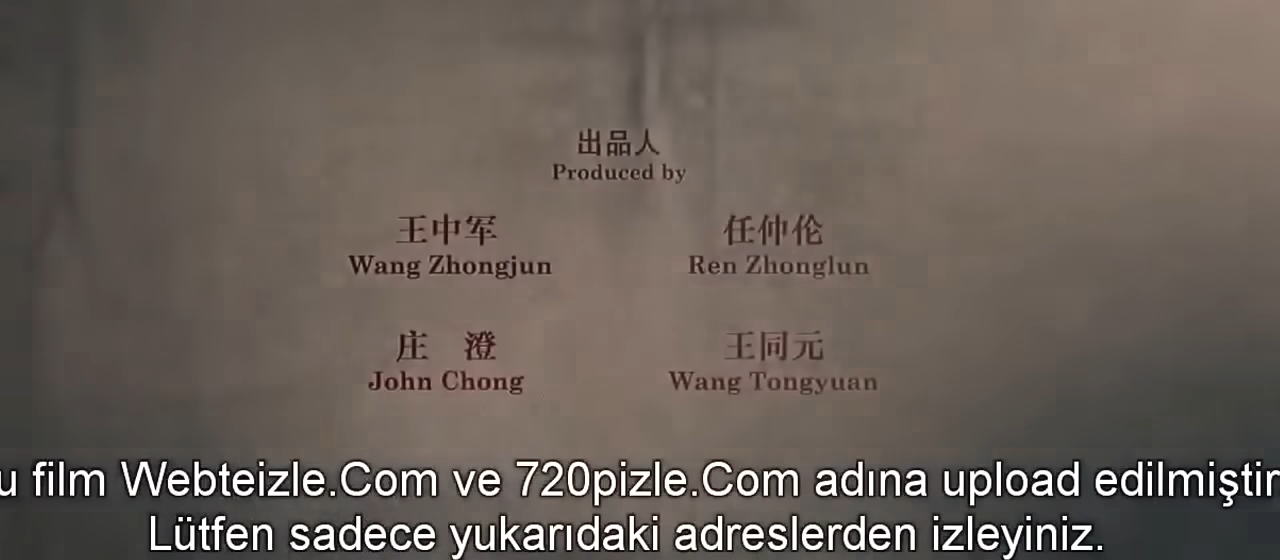 出品人
Produced by
王中军 任仲伦
Wang Zhongjun Ren Zhonglun
庄 澄 王同元
John Chong Wang Tongyuan
u film Webteizle.Com ve 720pizle.Com adına upload edilmiştir
Lütfen sadece yukarıdaki adreslerden izleyiniz.